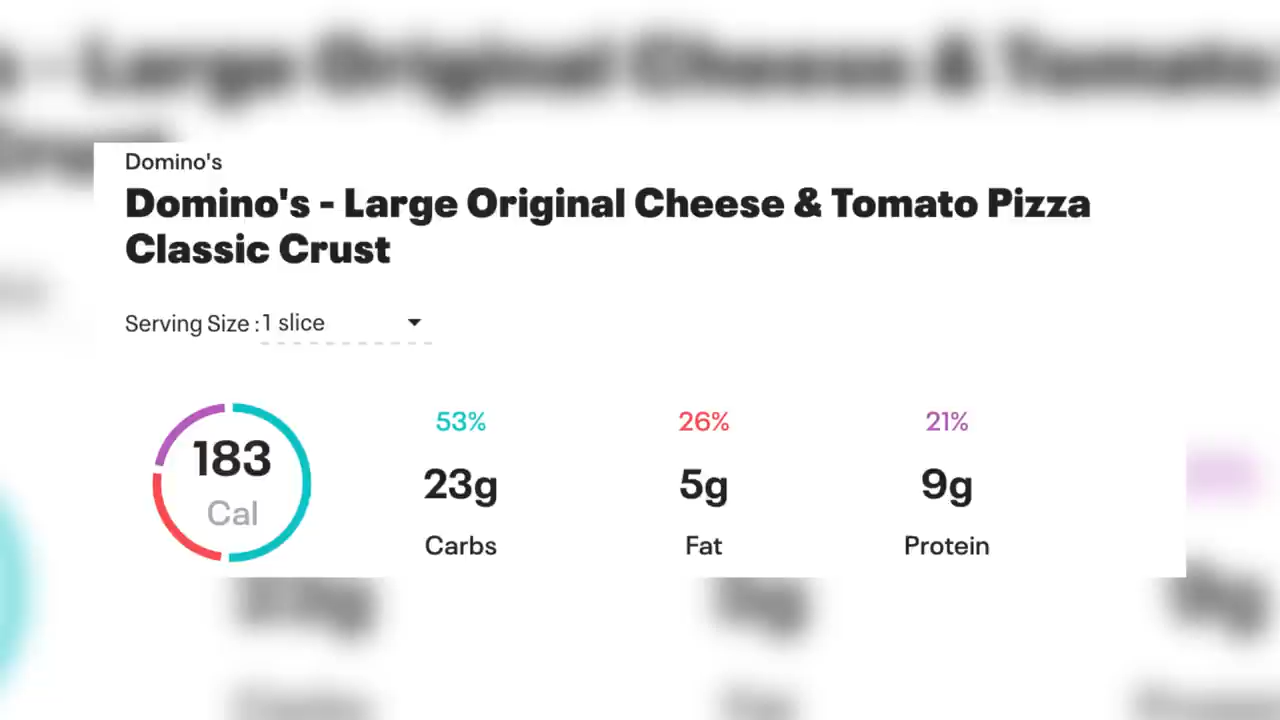 Domino's
Domino's - Large Original Cheese & Tomato Pizza
Classic Crust
Serving Size : 1 slice
183
Cal
53%
23g
Carbs
26%
5g
Fat
21%
9g
Protein